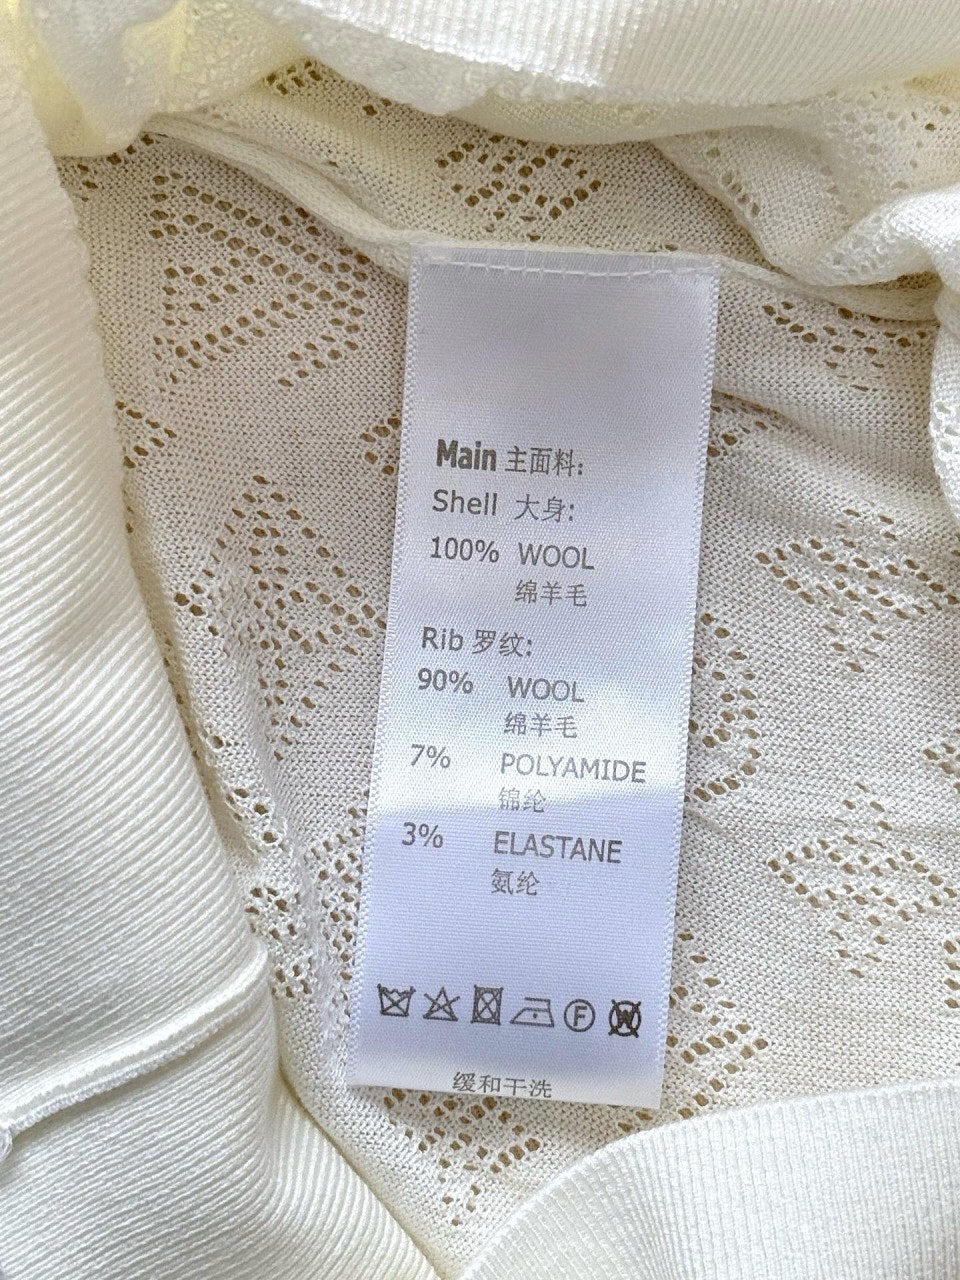 Main 主面料:
Shell 大身:
100% WOOL
绵羊毛
Rib 罗纹:
90% WOOL
绵羊毛
7% POLYAMIDE
锦纶
3% ELASTANE
氨纶
F W
缓和干洗